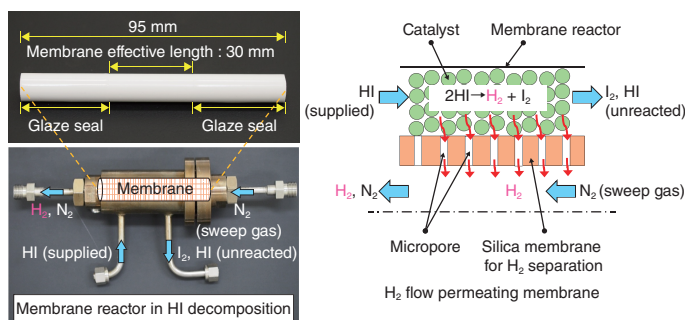 95 mm
Membrane effective length : 30 mm
Glaze seal
Glaze seal
Membrane
H₂, N₂
N₂
(sweep gas)
HI (supplied)
I₂, HI (unreacted)
Membrane reactor in HI decomposition
Catalyst
Membrane reactor
HI
(supplied)
2HI→H₂ + I₂
I₂, HI
(unreacted)
H₂, N₂
H₂
N₂ (sweep gas)
Micropore
Silica membrane
for H₂ separation
H₂ flow permeating membrane